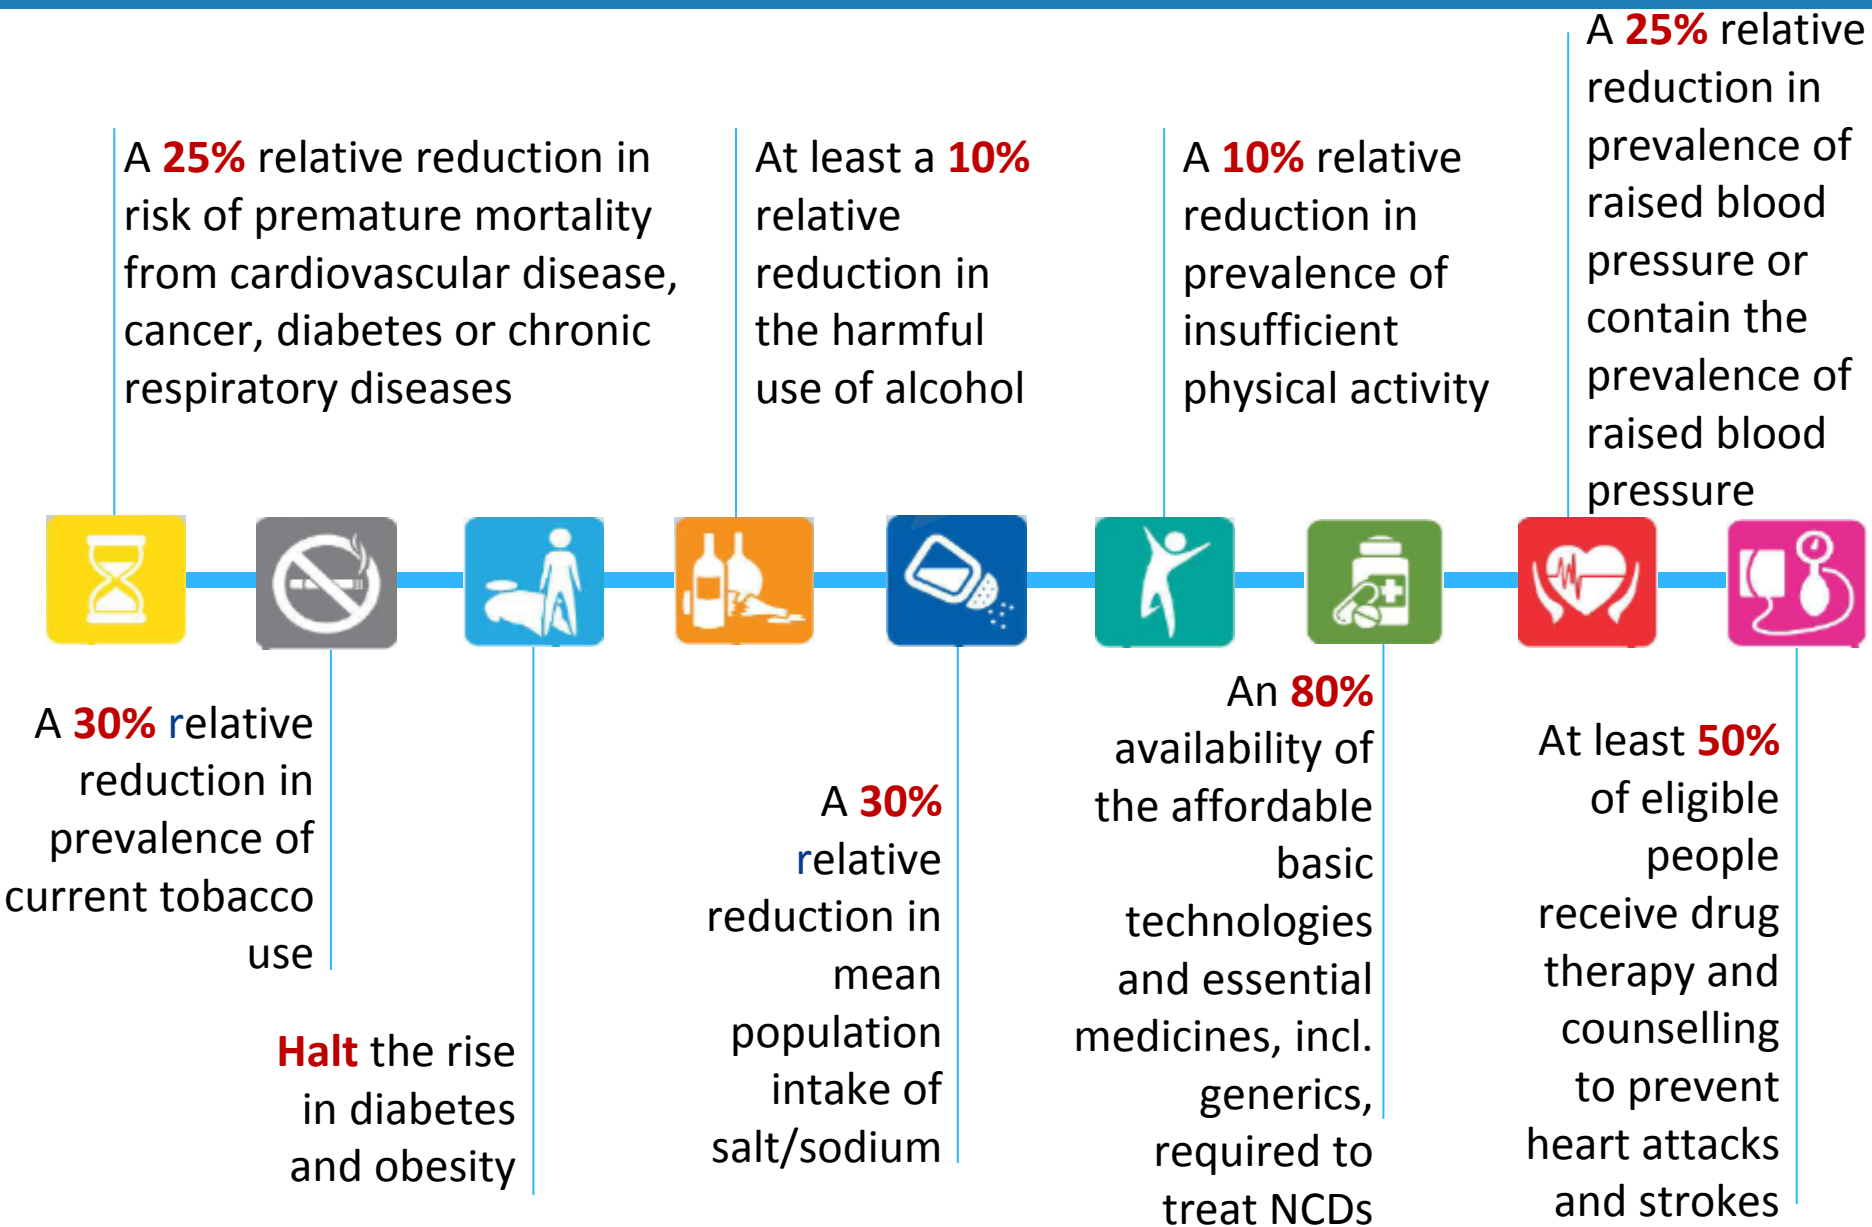 A 25% relative reduction in
risk of premature mortality
from cardiovascular disease,
cancer, diabetes or chronic
respiratory diseases
At least a 10%
relative
reduction in
the harmful
use of alcohol
A 10% relative
reduction in
prevalence of
insufficient
physical activity
A 25% relative
reduction in
prevalence of
raised blood
pressure or
contain the
prevalence of
raised blood
pressure
A 30% relative
reduction in
prevalence of
current tobacco
use
Halt the rise
in diabetes
and obesity
A 30%
relative
reduction in
mean
population
intake of
salt/sodium
An 80%
availability of
the affordable
basic
technologies
and essential
medicines, incl.
generics,
required to
treat NCDs
At least 50%
of eligible
people
receive drug
therapy and
counselling
to prevent
heart attacks
and strokes